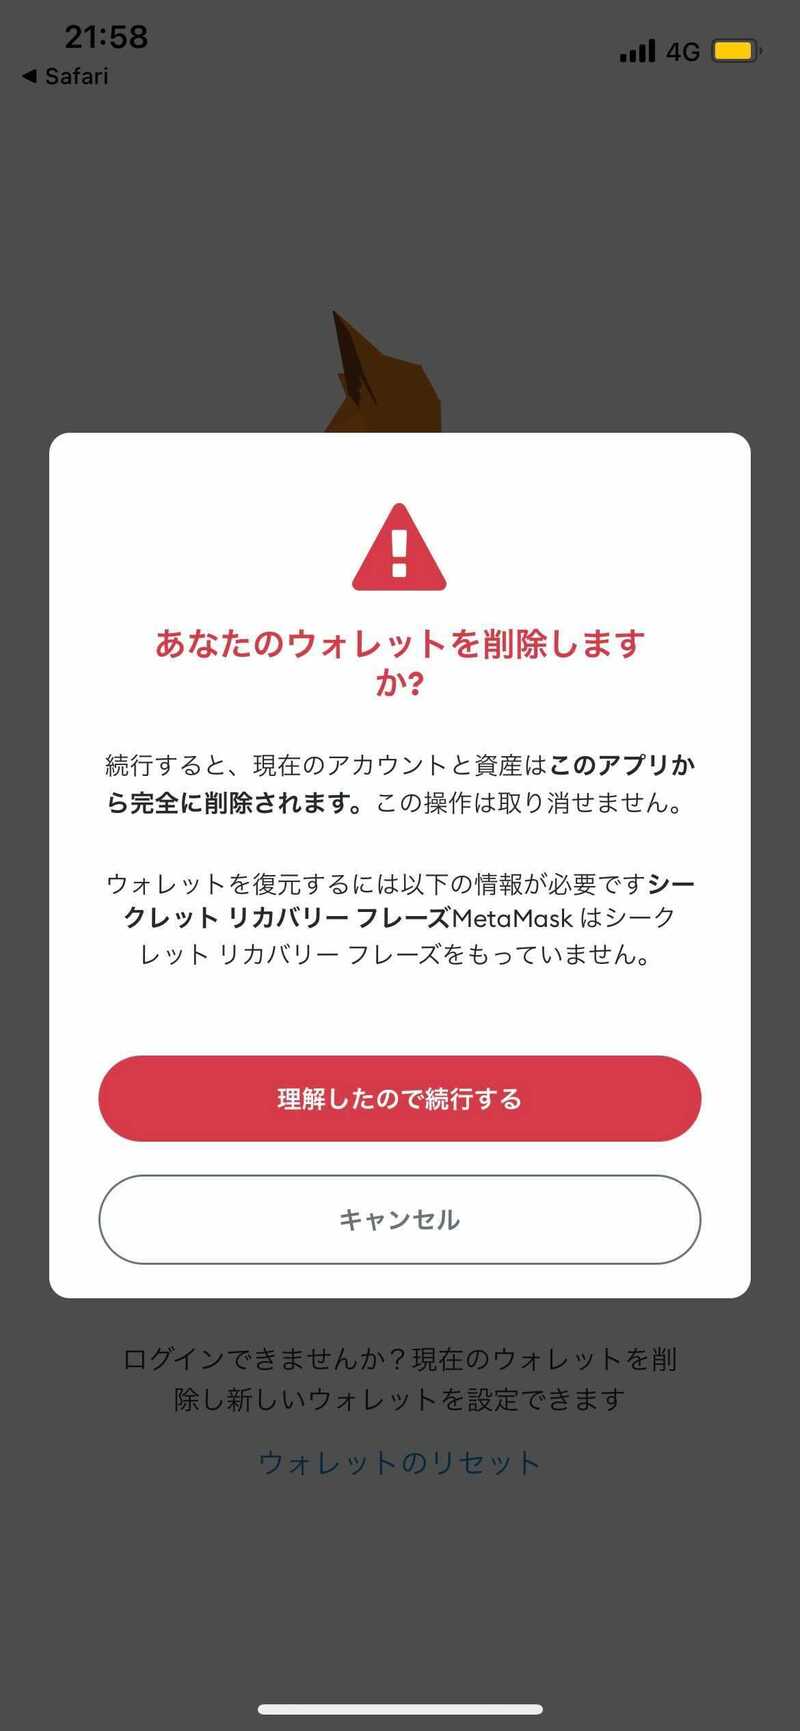 21:58
4G
◀ Safari
あなたのウォレットを削除します
か?
続行すると、現在のアカウントと資産はこのアプリか
ら完全に削除されます。この操作は取り消せません。
ウォレットを復元するには以下の情報が必要ですシー
クレット リカバリー フレーズMetaMask はシーク
レット リカバリー フレーズをもっていません。
理解したので続行する
キャンセル
ログインできませんか？現在のウォレットを削
除し新しいウォレットを設定できます
ウォレットのリセット